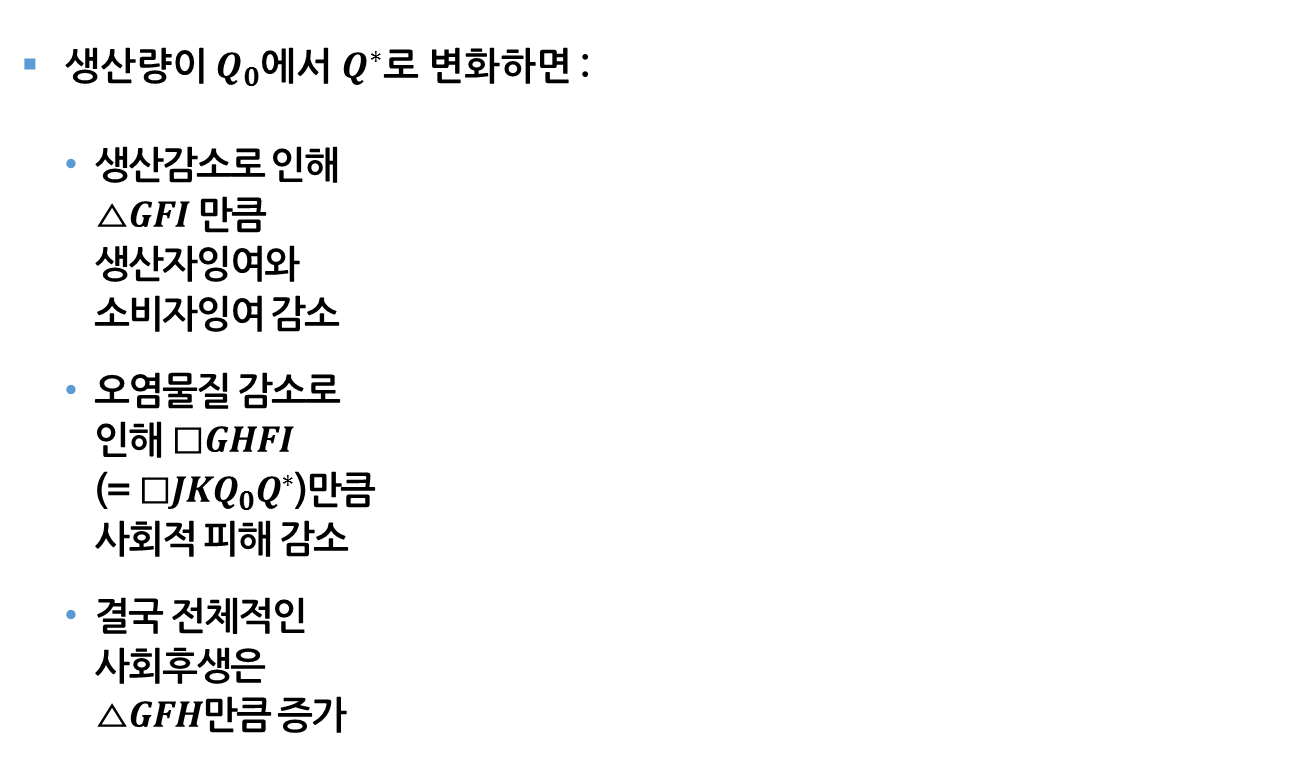 ▪ 생산량이 Q₀에서 Q*로 변화하면 :
• 생산감소로 인해
△GFI 만큼
생산자잉여와
소비자잉여 감소
• 오염물질 감소로
인해 □GHFI
(= □JKQ₀Q*)만큼
사회적 피해 감소
• 결국 전체적인
사회후생은
△GFH만큼 증가